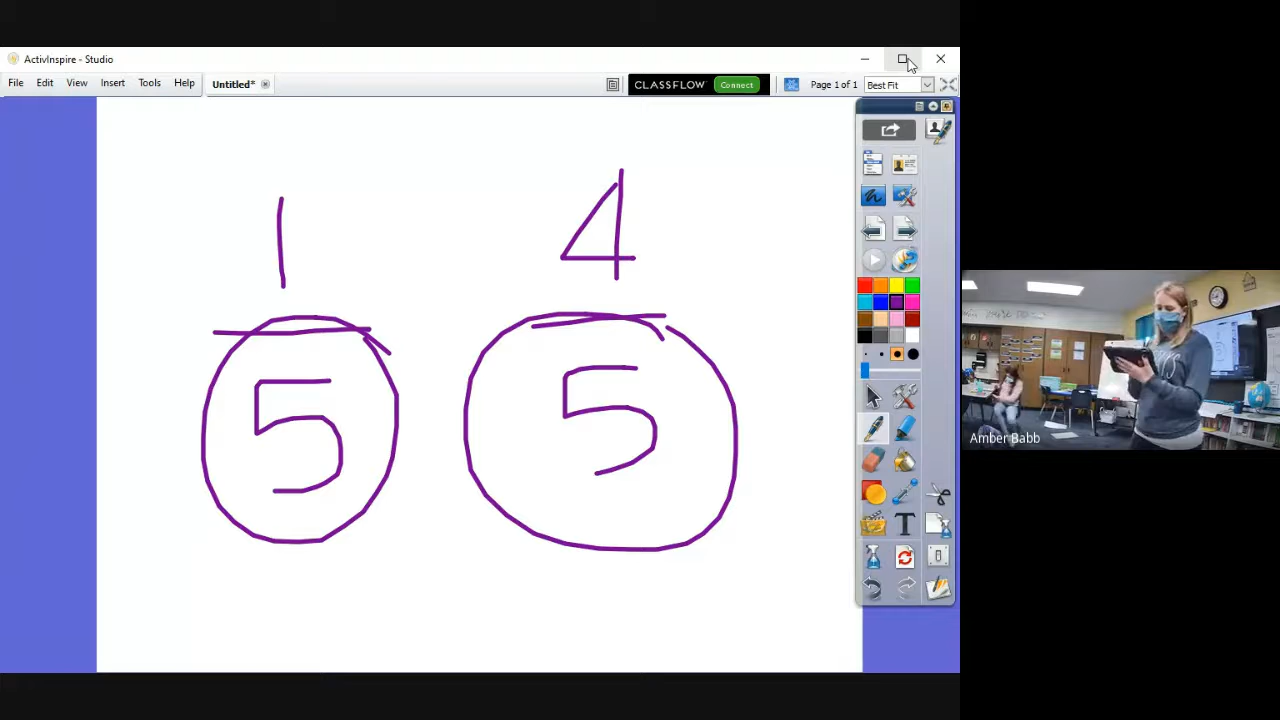 ActivInspire - Studio
File Edit View Insert Tools Help Untitled*
CLASSFLOW Connect Page 1 of 1 Best Fit
1 4
5 5
T
Amber Babb